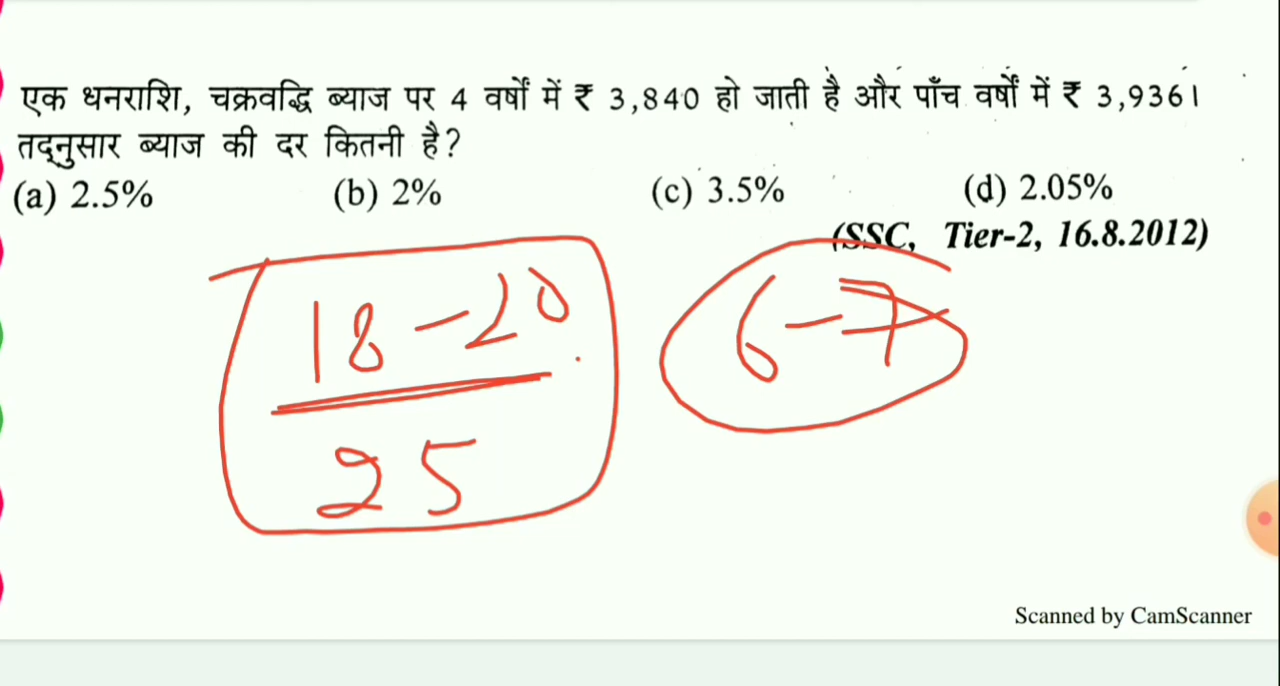 एक धनराशि, चक्रवद्धि ब्याज पर 4 वर्षों में ₹ 3,840 हो जाती है और पाँच वर्षों में ₹ 3,936।
तद्नुसार ब्याज की दर कितनी है?
(a) 2.5% (b) 2% (c) 3.5% (d) 2.05%
(SSC, Tier-2, 16.8.2012)
18-20 6-7
25
Scanned by CamScanner